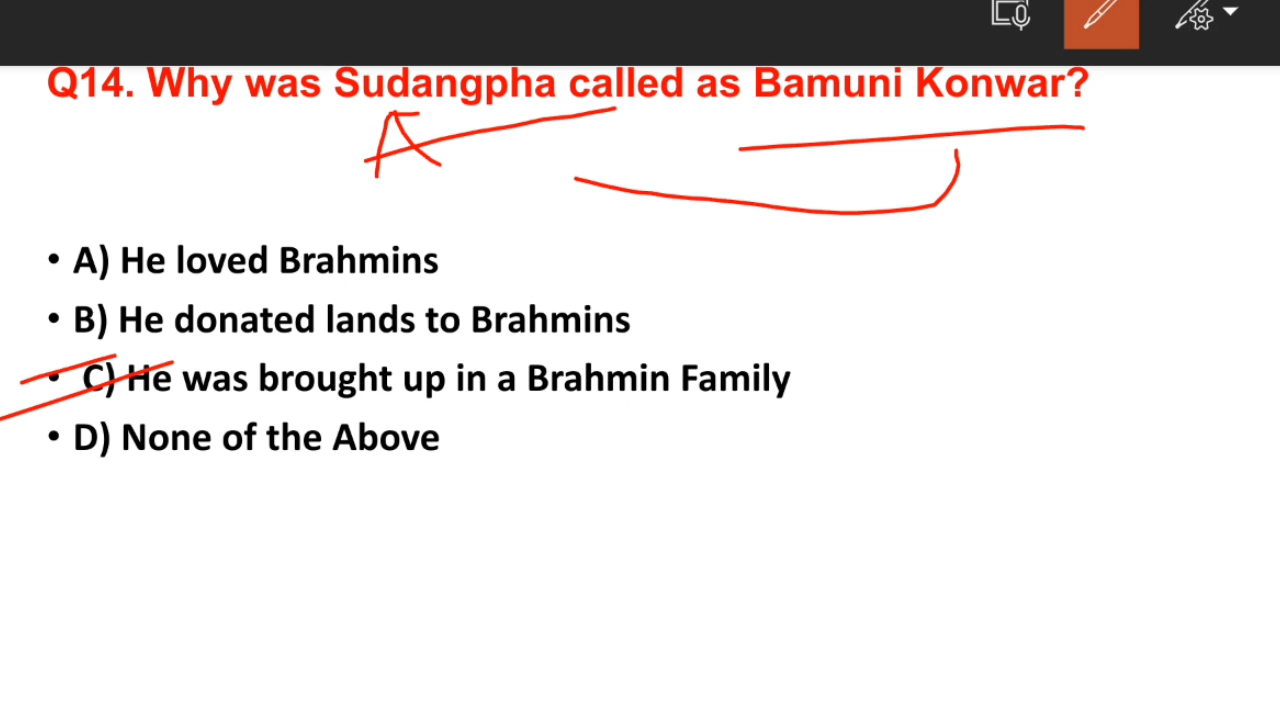 Q14. Why was Sudangpha called as Bamuni Konwar?
• A) He loved Brahmins
• B) He donated lands to Brahmins
• C) He was brought up in a Brahmin Family
• D) None of the Above